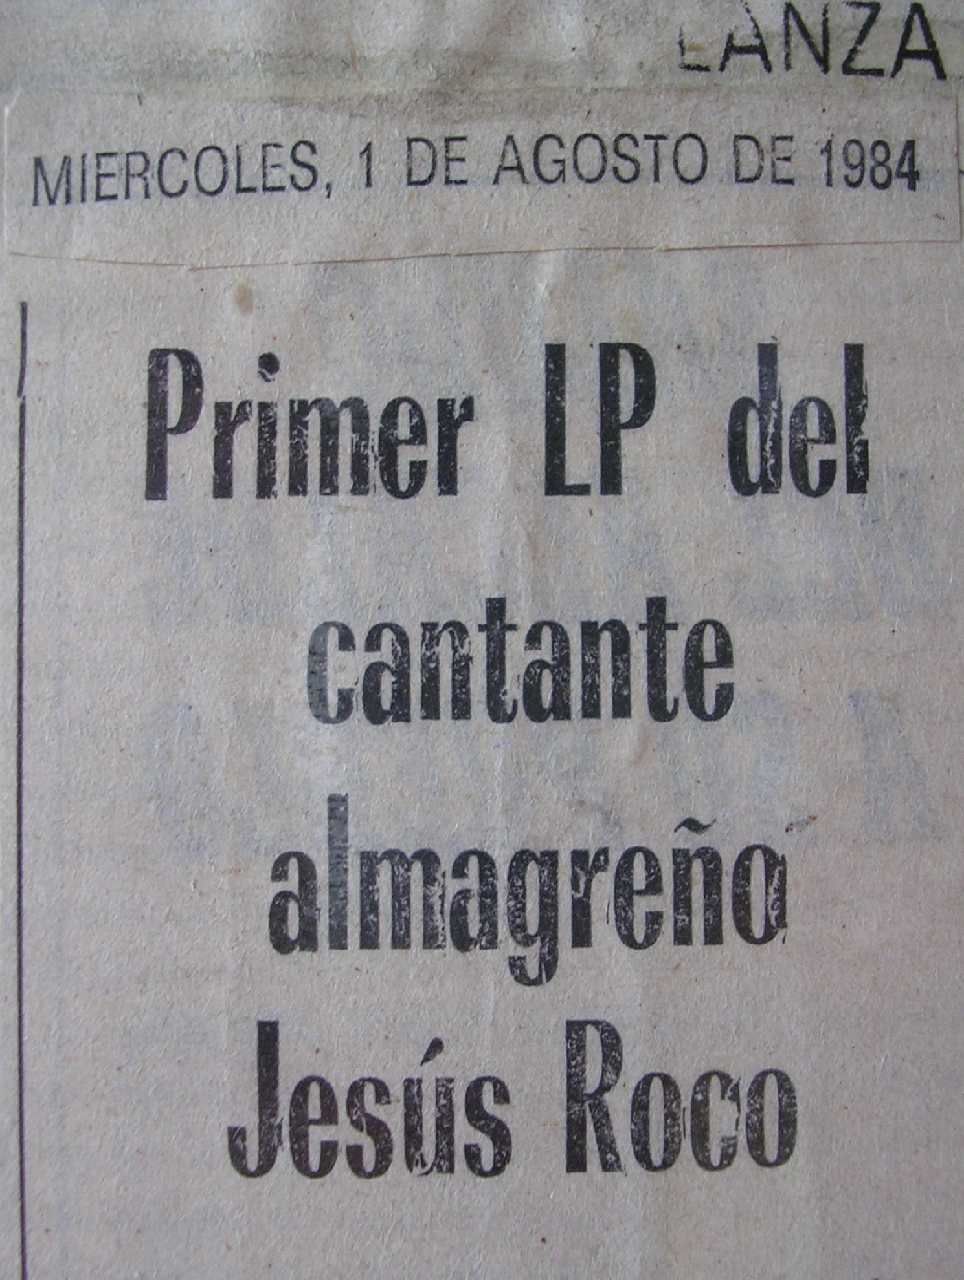 LANZA
MIERCOLES, 1 DE AGOSTO DE 1984
Primer LP del
cantante
almagreño
Jesús Roco